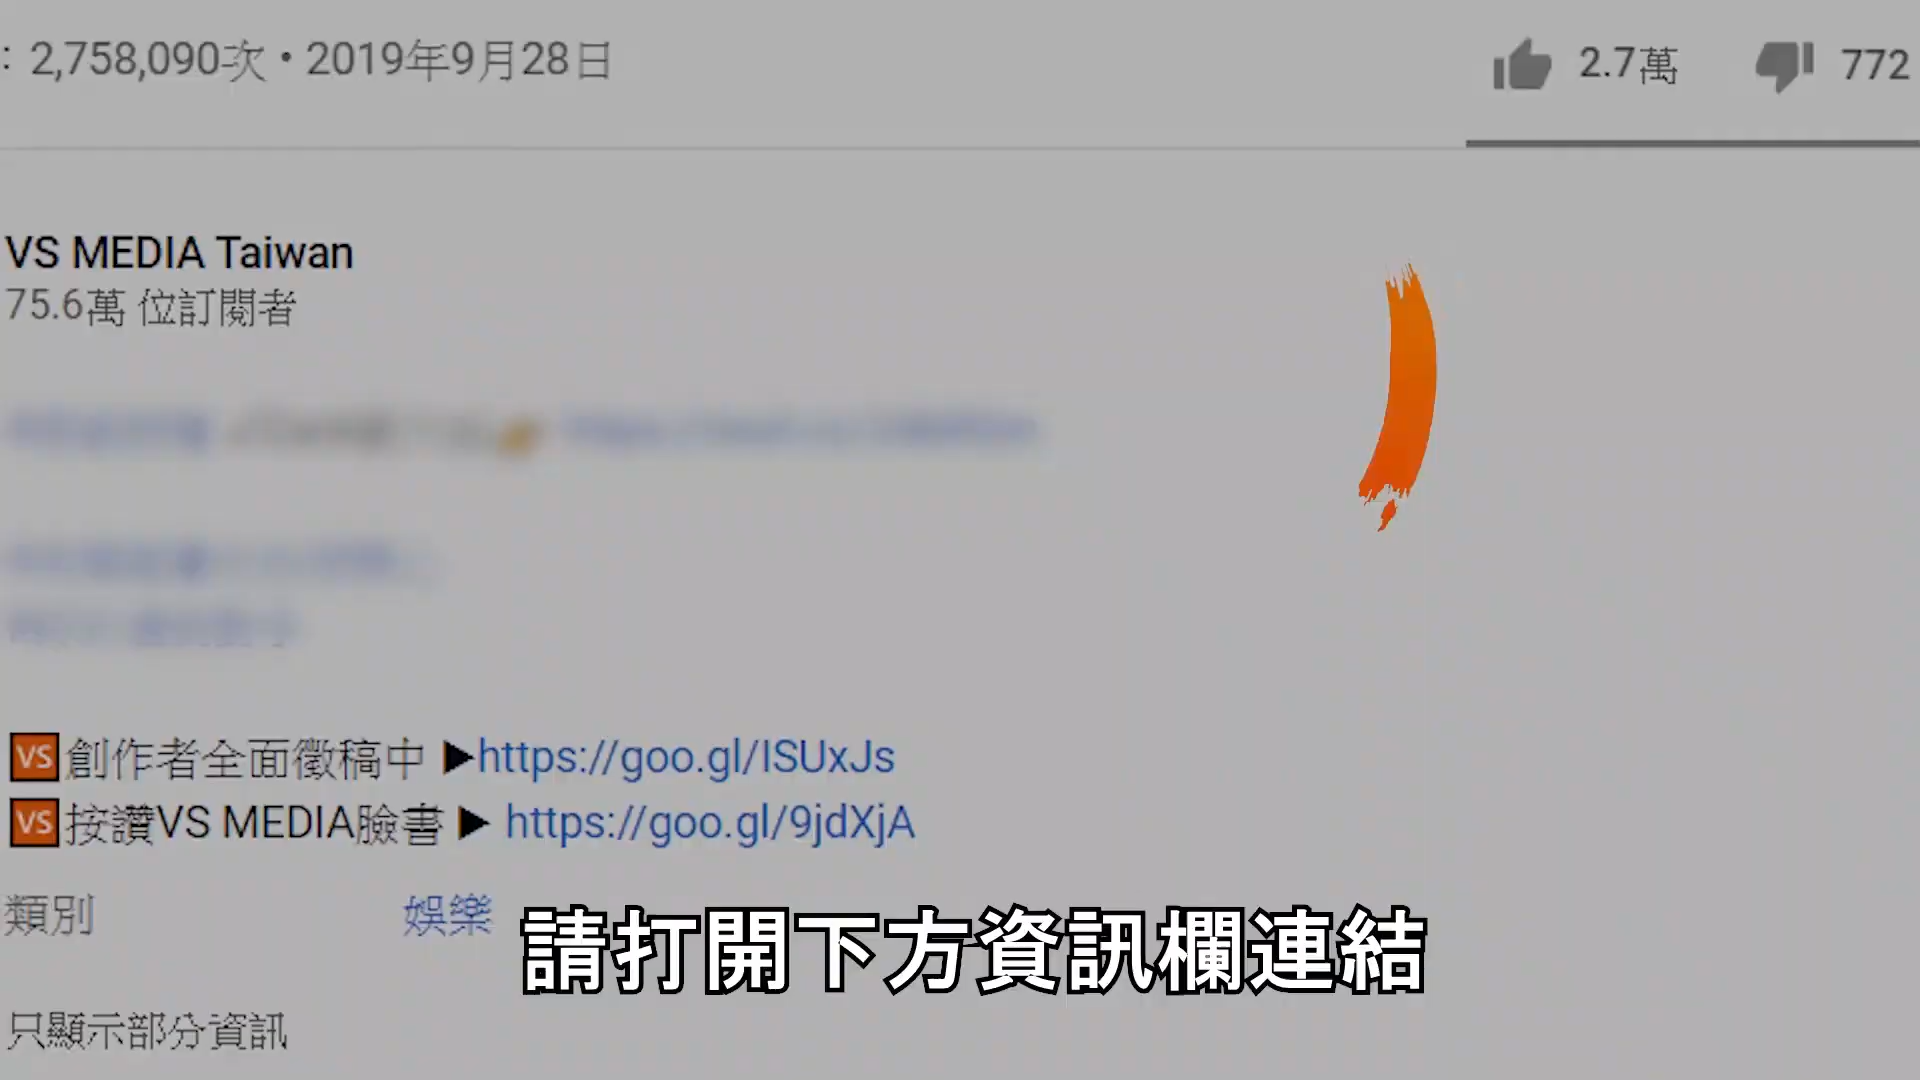 : 2,758,090次 • 2019年9月28日
2.7萬
772
VS MEDIA Taiwan
75.6萬 位訂閱者
VS 創作者全面徵稿中 ▶https://goo.gl/ISUxJs
VS 按讚VS MEDIA臉書 ▶ https://goo.gl/9jdXjA
類別 娛樂
請打開下方資訊欄連結
只顯示部分資訊